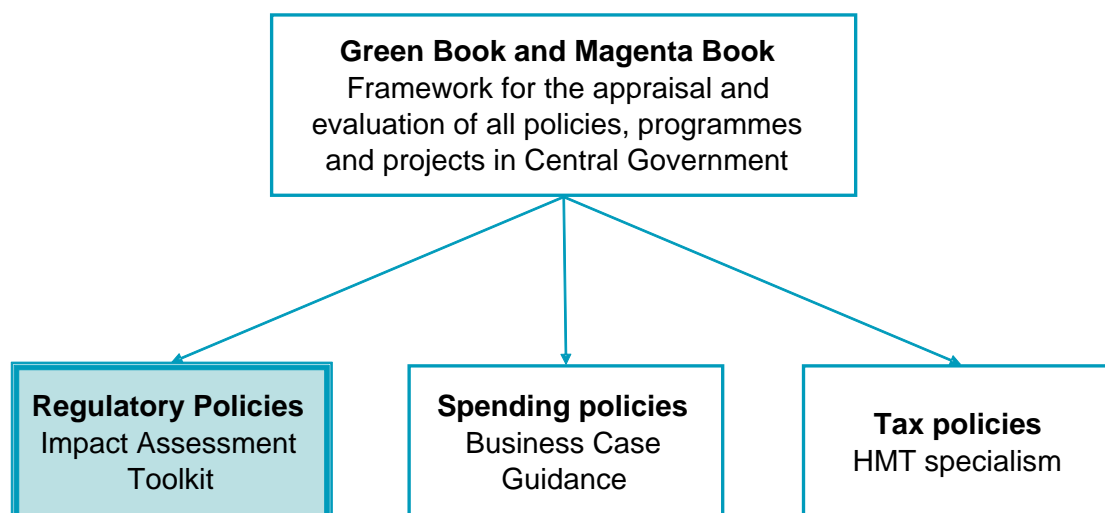 Green Book and Magenta Book
Framework for the appraisal and
evaluation of all policies, programmes
and projects in Central Government
Regulatory Policies
Impact Assessment
Toolkit
Spending policies
Business Case
Guidance
Tax policies
HMT specialism